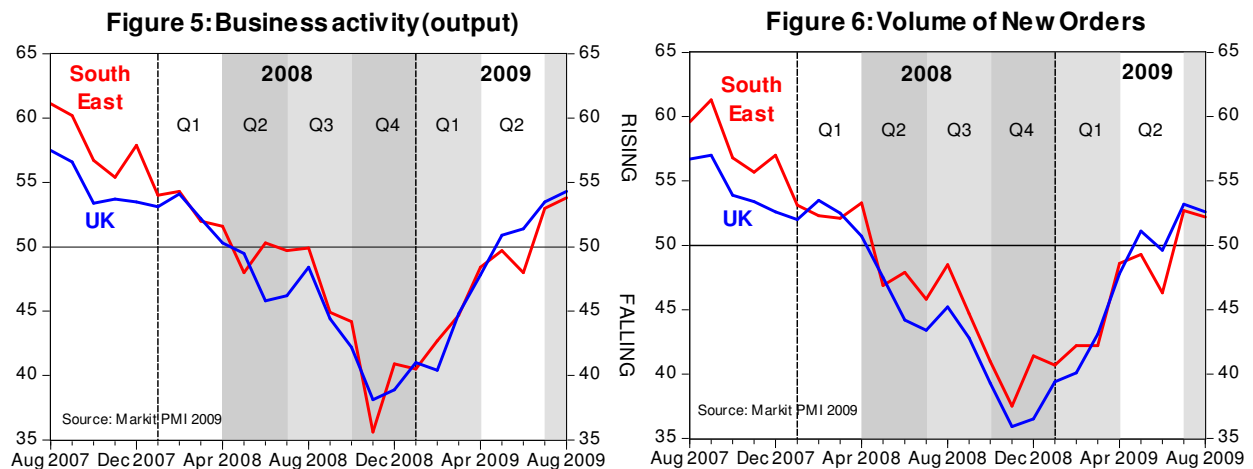 Figure 5: Business activity (output)
65
60
55
50
45
40
35
South
East
UK
2008
2009
Q1
Q2
Q3
Q4
Q1
Q2
Source: Markit PMI 2009
65
60
55
50
45
40
35
Aug 2007
Dec 2007
Apr 2008
Aug 2008
Dec 2008
Apr 2009
Aug 2009
RISING
FALLING
Figure 6: Volume of New Orders
65
60
55
50
45
40
35
South
East
UK
2008
2009
Q1
Q2
Q3
Q4
Q1
Q2
Source: Markit PMI 2009
65
60
55
50
45
40
35
Aug 2007
Dec 2007
Apr 2008
Aug 2008
Dec 2008
Apr 2009
Aug 2009